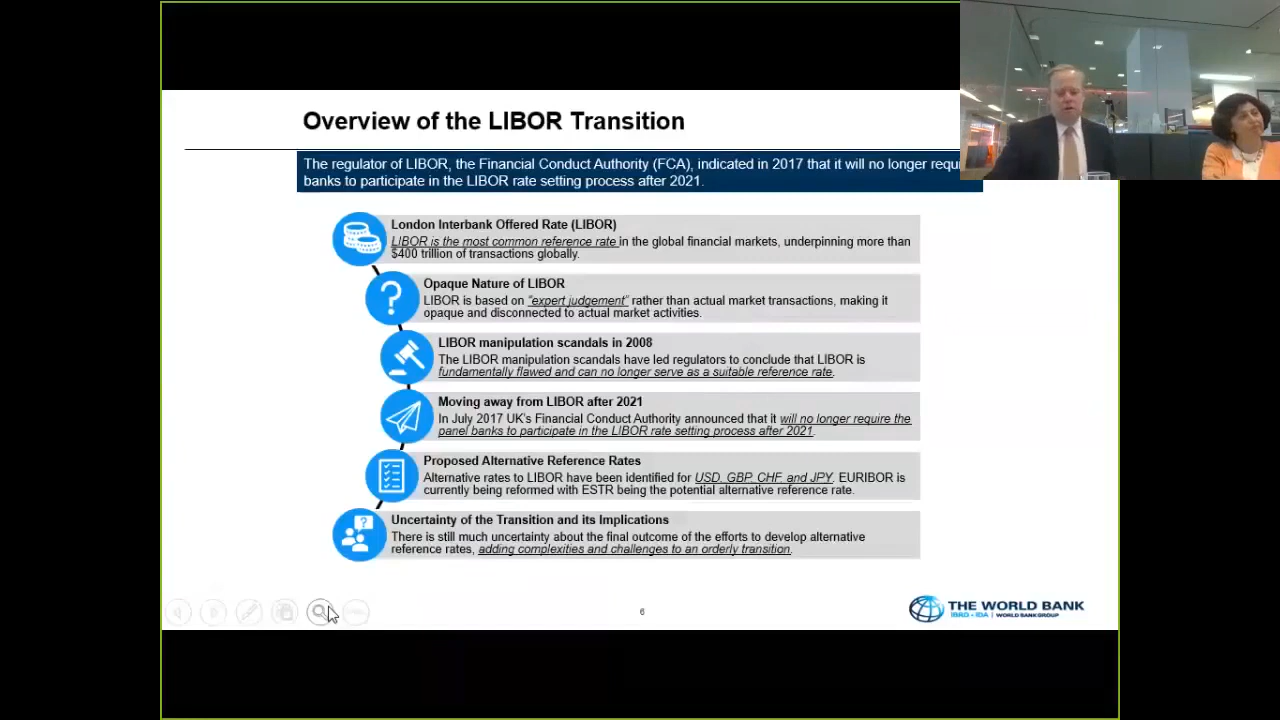 Overview of the LIBOR Transition
The regulator of LIBOR, the Financial Conduct Authority (FCA), indicated in 2017 that it will no longer requi
banks to participate in the LIBOR rate setting process after 2021.
London Interbank Offered Rate (LIBOR)
LIBOR is the most common reference rate in the global financial markets, underpinning more than
$400 trillion of transactions globally.
Opaque Nature of LIBOR
LIBOR is based on "expert judgement" rather than actual market transactions, making it
opaque and disconnected to actual market activities.
LIBOR manipulation scandals in 2008
The LIBOR manipulation scandals have led regulators to conclude that LIBOR is
fundamentally flawed and can no longer serve as a suitable reference rate.
Moving away from LIBOR after 2021
In July 2017 UK's Financial Conduct Authority announced that it will no longer require the
panel banks to participate in the LIBOR rate setting process after 2021.
Proposed Alternative Reference Rates
Alternative rates to LIBOR have been identified for USD, GBP, CHF, and JPY. EURIBOR is
currently being reformed with ESTR being the potential alternative reference rate.
Uncertainty of the Transition and its Implications
There is still much uncertainty about the final outcome of the efforts to develop alternative
reference rates, adding complexities and challenges to an orderly transition.
6
THE WORLD BANK
IBRD • IDA | WORLD BANK GROUP